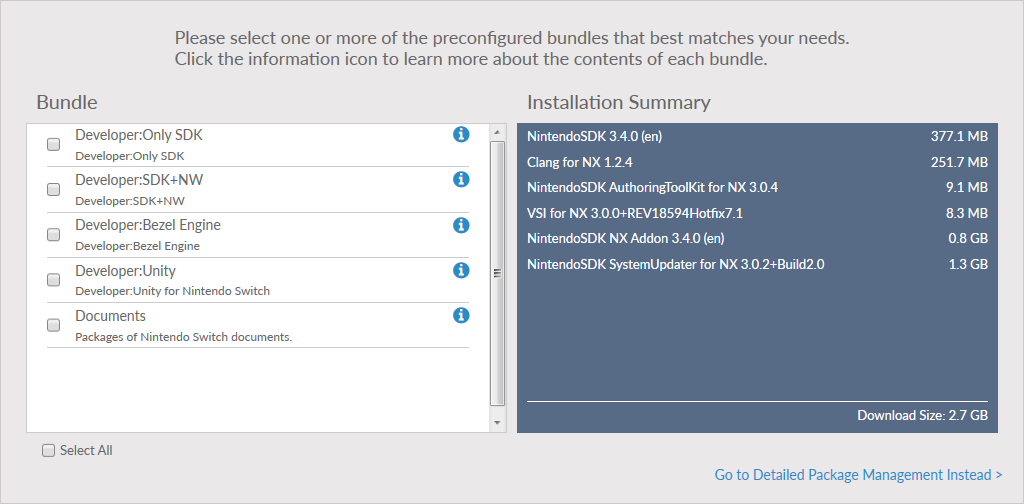 Please select one or more of the preconfigured bundles that best matches your needs.
Click the information icon to learn more about the contents of each bundle.
Bundle
Developer:Only SDK
Developer:Only SDK
Developer:SDK+NW
Developer:SDK+NW
Developer:Bezel Engine
Developer:Bezel Engine
Developer:Unity
Developer:Unity for Nintendo Switch
Documents
Packages of Nintendo Switch documents.
Select All
Installation Summary
NintendoSDK 3.4.0 (en) 377.1 MB
Clang for NX 1.2.4 251.7 MB
NintendoSDK AuthoringToolKit for NX 3.0.4 9.1 MB
VSI for NX 3.0.0+REV18594Hotfix7.1 8.3 MB
NintendoSDK NX Addon 3.4.0 (en) 0.8 GB
NintendoSDK SystemUpdater for NX 3.0.2+Build2.0 1.3 GB
Download Size: 2.7 GB
Go to Detailed Package Management Instead >